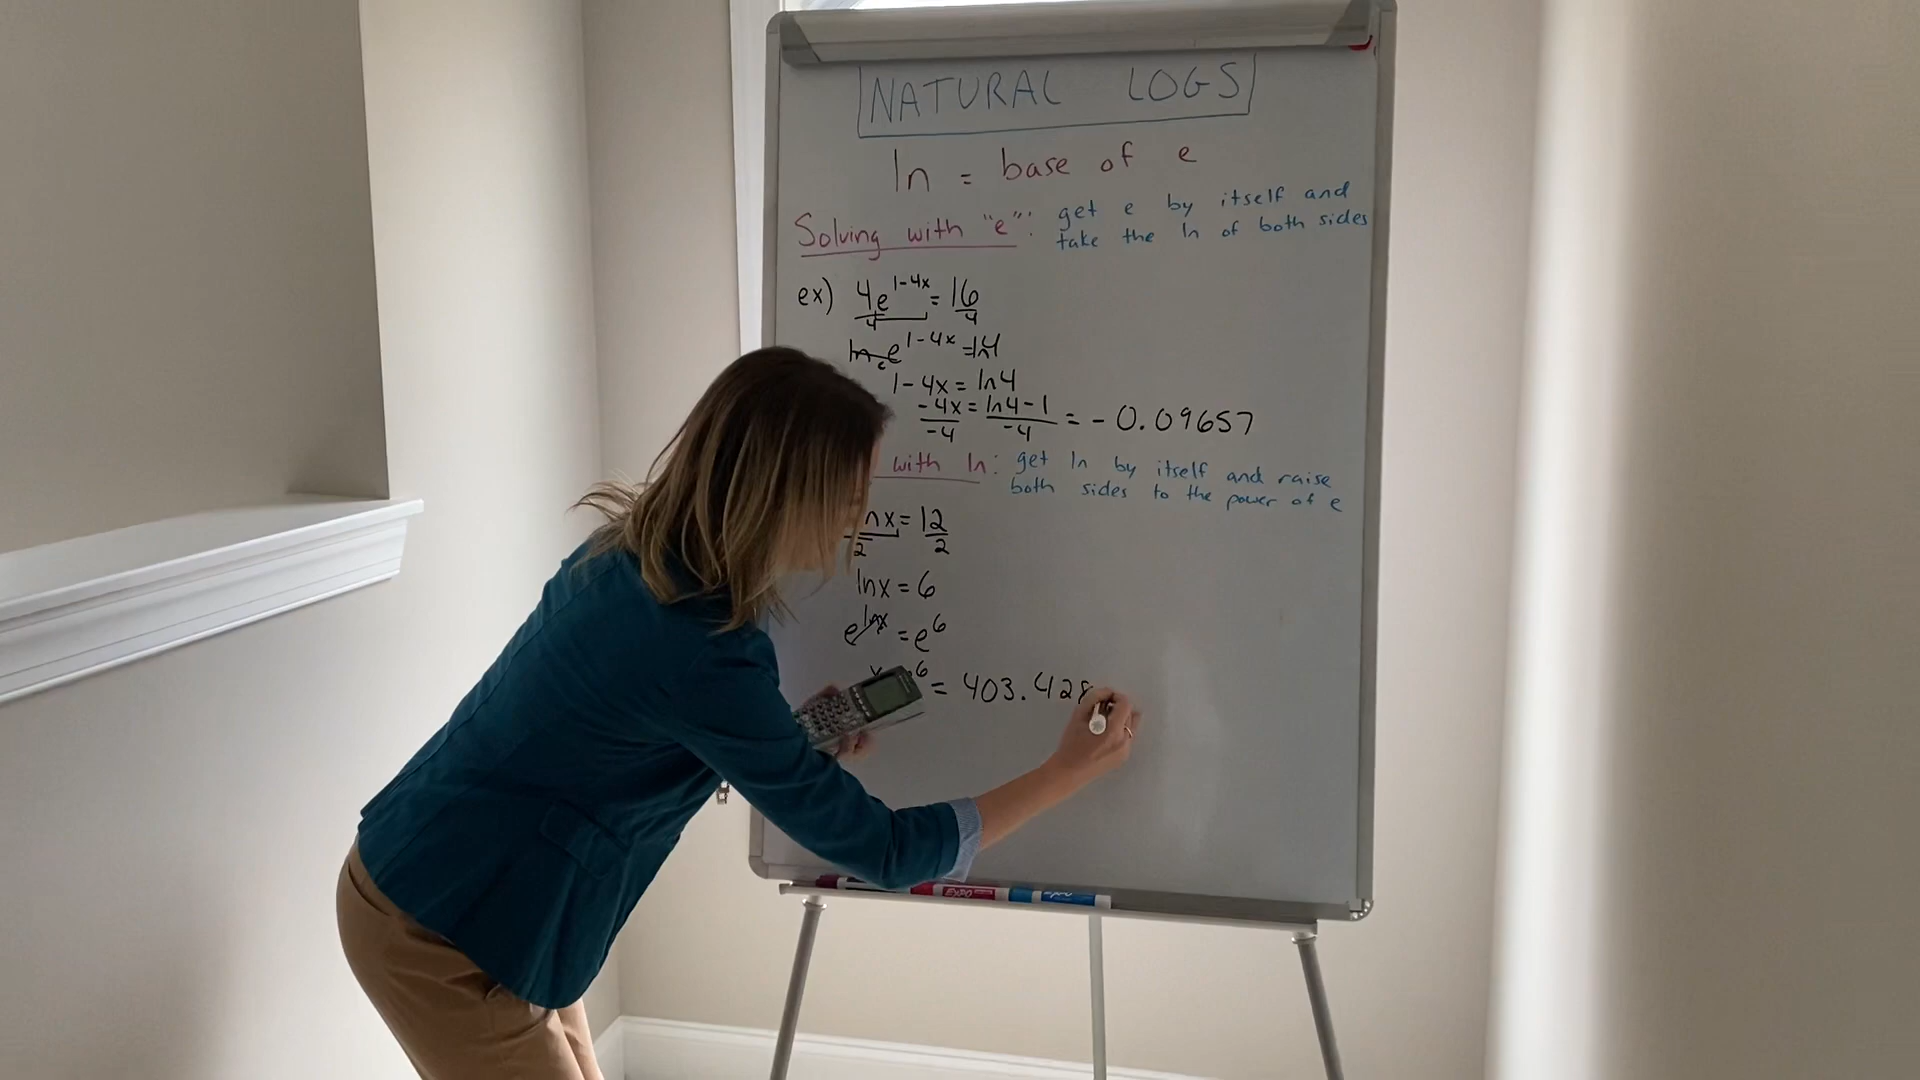 NATURAL LOGS
ln = base of e
Solving with "e": get e by itself and
take the ln of both sides
ex) 4e^1-4x = 16
4 4
ln e e^1-4x = ln 4
1-4x = ln4
-4x = ln4-1 = -0.09657
-4 -4
with ln: get ln by itself and raise
both sides to the power of e
nx = 12
2 2
lnx = 6
e^lnx = e^6
6 = 403.428
EXPO